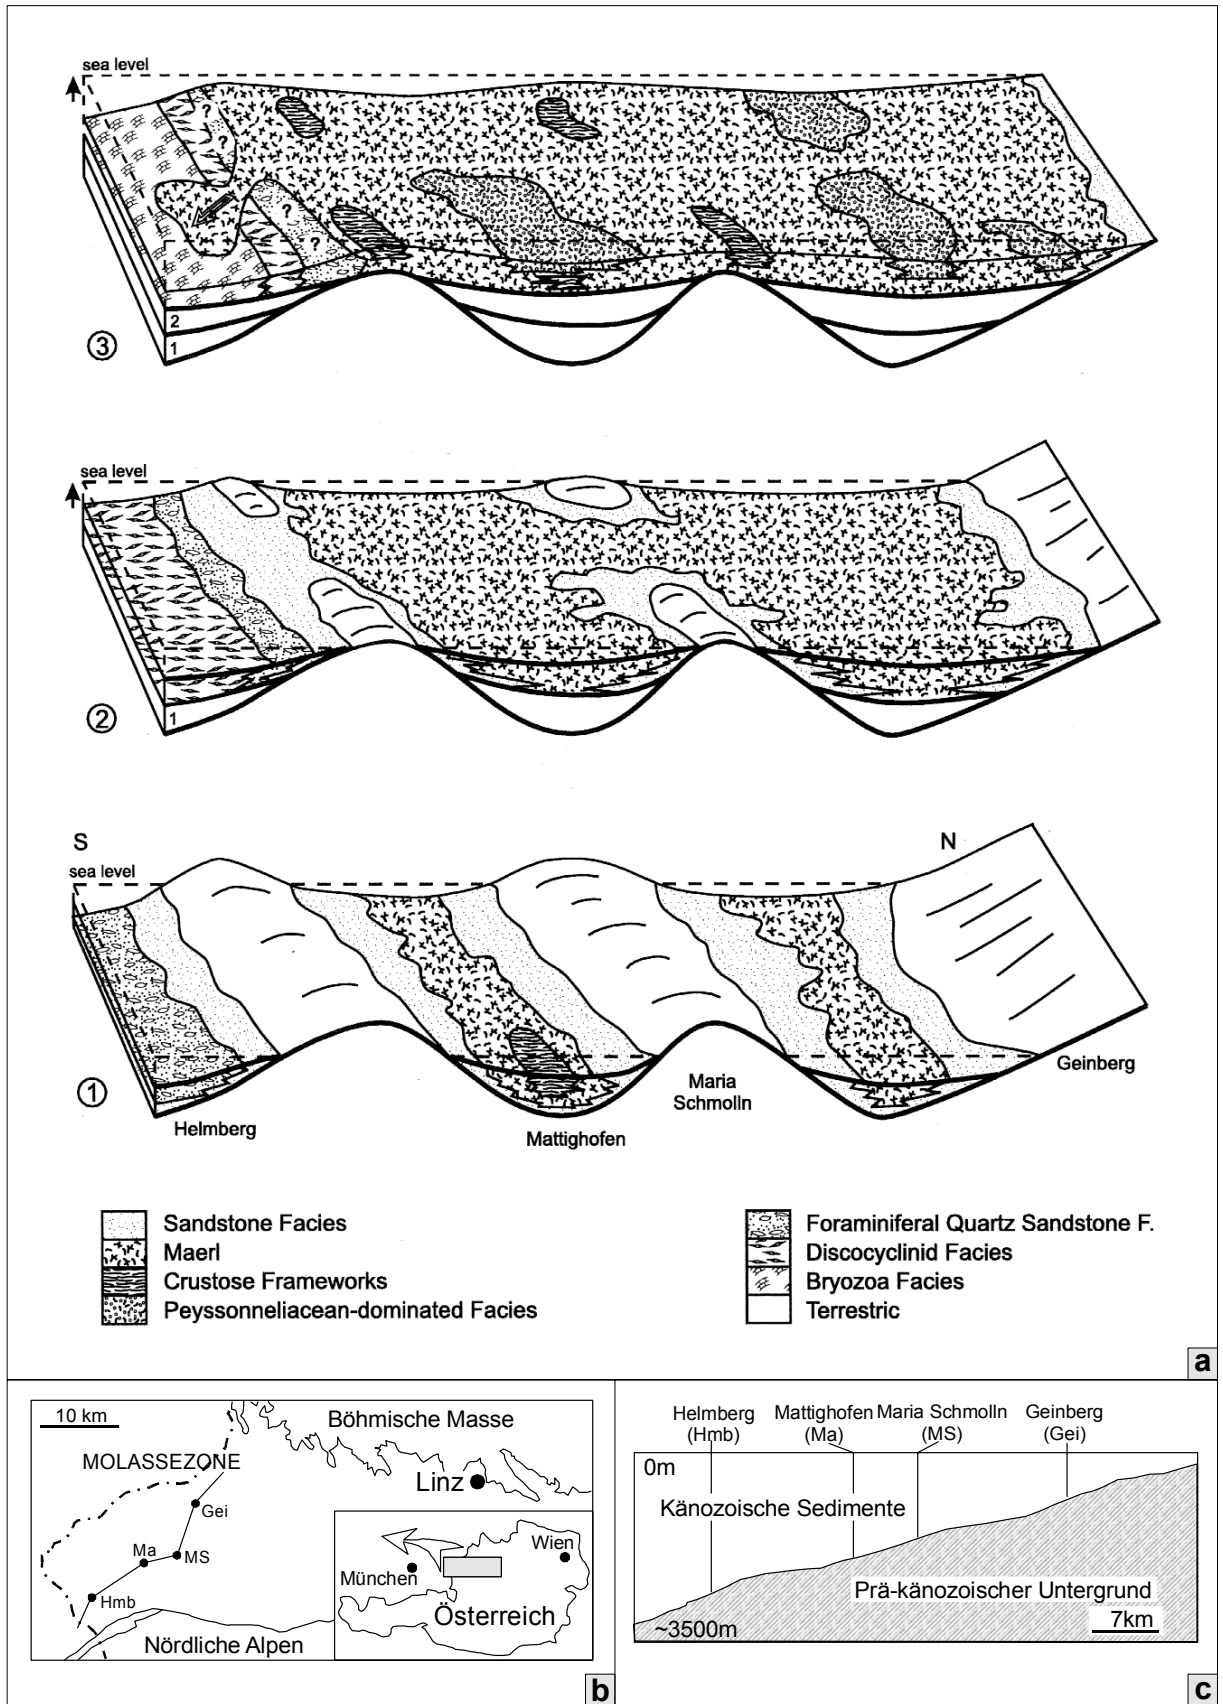 sea level
?
?
?
?
2
1
3
sea level
1
2
S
N
sea level
Geinberg
1
Maria
Schmolln
Helmberg
Mattighofen
Sandstone Facies
Maerl
Crustose Frameworks
Peyssonneliacean-dominated Facies
Foraminiferal Quartz Sandstone F.
Discocyclinid Facies
Bryozoa Facies
Terrestric
a
10 km
Böhmische Masse
MOLASSEZONE
Linz
Gei
Ma
MS
Hmb
Wien
München
Österreich
Nördliche Alpen
b
Helmberg
(Hmb)
Mattighofen
(Ma)
Maria Schmolln
(MS)
Geinberg
(Gei)
0m
Känozoische Sedimente
Prä-känozoischer Untergrund
7km
~3500m
c